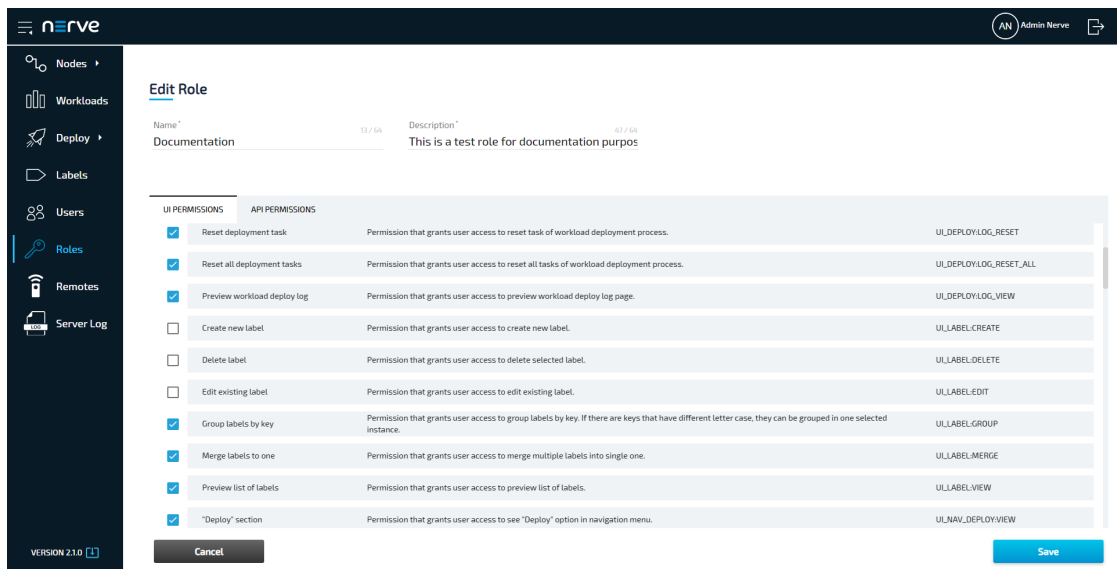 nerve
AN Admin Nerve
Nodes
Workloads
Deploy
Labels
Users
Roles
Remotes
LOG Server Log
VERSION 2.1.0
Edit Role
Name* 13 / 64 Description* 47 / 64
Documentation This is a test role for documentation purpos
UI PERMISSIONS API PERMISSIONS
Reset deployment task Permission that grants user access to reset task of workload deployment process. UI_DEPLOY:LOG_RESET
Reset all deployment tasks Permission that grants user access to reset all tasks of workload deployment process. UI_DEPLOY:LOG_RESET_ALL
Preview workload deploy log Permission that grants user access to preview workload deploy log page. UI_DEPLOY:LOG_VIEW
Create new label Permission that grants user access to create new label. UI_LABEL:CREATE
Delete label Permission that grants user access to delete selected label. UI_LABEL:DELETE
Edit existing label Permission that grants user access to edit existing label. UI_LABEL:EDIT
Group labels by key Permission that grants user access to group labels by key. If there are keys that have different letter case, they can be grouped in one selected UI_LABEL:GROUP
instance.
Merge labels to one Permission that grants user access to merge multiple labels into single one. UI_LABEL:MERGE
Preview list of labels Permission that grants user access to preview list of labels. UI_LABEL:VIEW
"Deploy" section Permission that grants user access to see "Deploy" option in navigation menu. UI_NAV_DEPLOY:VIEW
Cancel Save